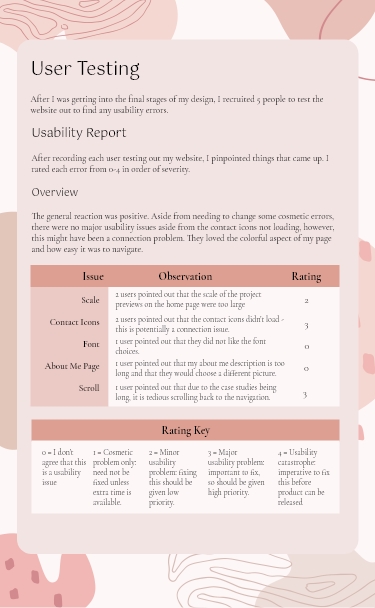 User Testing
After I was getting into the final stages of my design, I recruited 5 people to test the
website out to find any usability errors.
Usability Report
After recording each user testing out my website, I pinpointed things that came up. I
rated each error from 0-4 in order of severity.
Overview
The general reaction was positive. Aside from needing to change some cosmetic errors,
there were no major usability issues aside from the contact icons not loading, however,
this might have been a connection problem. They loved the colorful aspect of my page
and how easy it was to navigate.
Issue Observation Rating
Scale
2 users pointed out that the scale of the project
previews on the home page were too large
2
Contact Icons
2 users pointed out that the contact icons didn't load -
this is potentially a connection issue.
3
Font
1 user pointed out that they did not like the font
choices.
0
About Me Page
1 user pointed out that my about me description is too
long and that they would choose a different picture.
0
Scroll
1 user pointed out that due to the case studies being
long, it is tedious scrolling back to the navigation.
3
Rating Key
0 = I don't
agree that this
is a usability
issue
1 = Cosmetic
problem only:
need not be
fixed unless
extra time is
available.
2 = Minor
usability
problem: fixing
this should be
given low
priority.
3 = Major
usability problem:
important to fix,
so should be given
high priority.
4 = Usability
catastrophe:
imperative to fix
this before
product can be
released